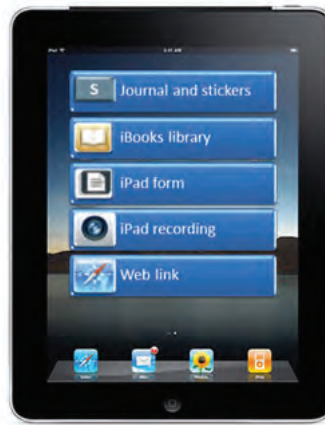 S
Journal and stickers
iBooks library
iPad form
iPad recording
Web link